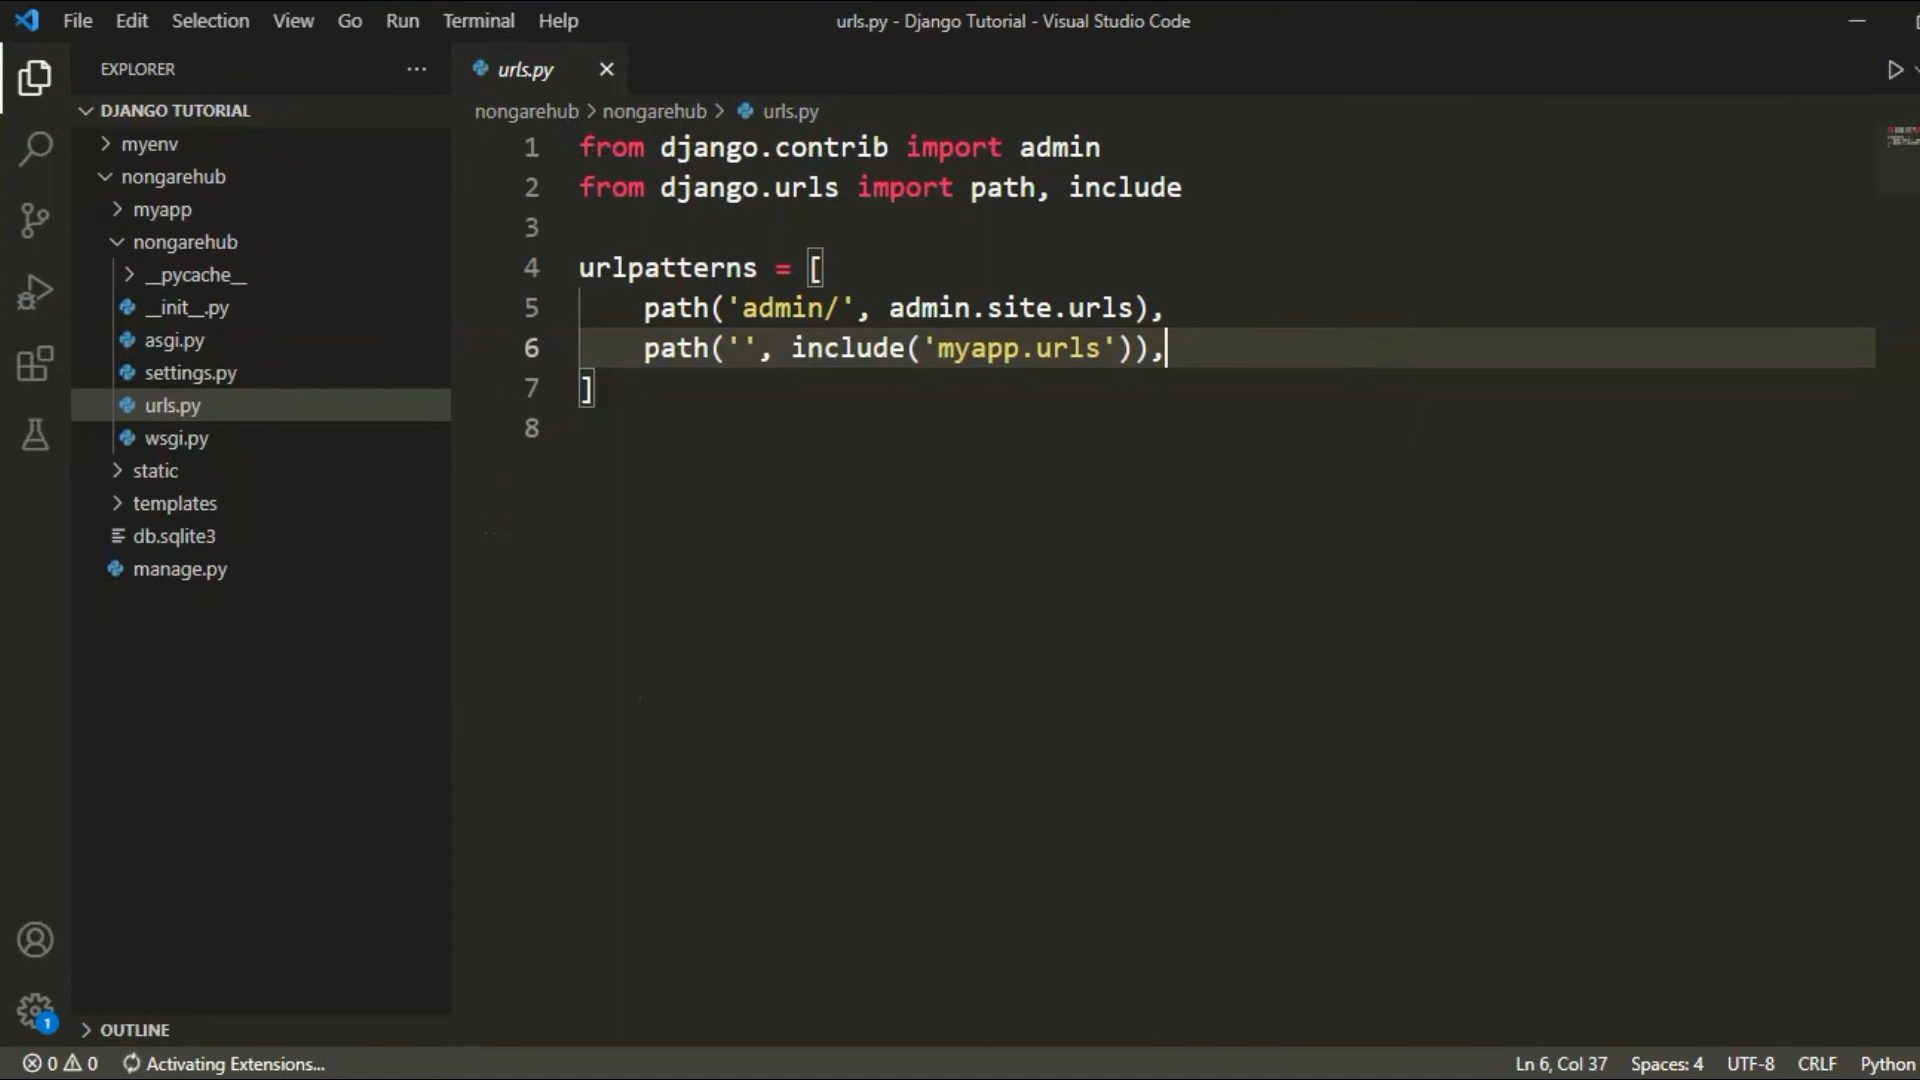 File Edit Selection View Go Run Terminal Help
urls.py - Django Tutorial - Visual Studio Code
EXPLORER
DJANGO TUTORIAL
myenv
nongarehub
myapp
nongarehub
__pycache__
__init__.py
asgi.py
settings.py
urls.py
wsgi.py
static
templates
db.sqlite3
manage.py
OUTLINE
urls.py
nongarehub > nongarehub > urls.py
1 from django.contrib import admin
2 from django.urls import path, include
3
4 urlpatterns = [
5     path('admin/', admin.site.urls),
6     path('', include('myapp.urls')),
7 ]
8
1
0 0 Activating Extensions...
Ln 6, Col 37 Spaces: 4 UTF-8 CRLF Python